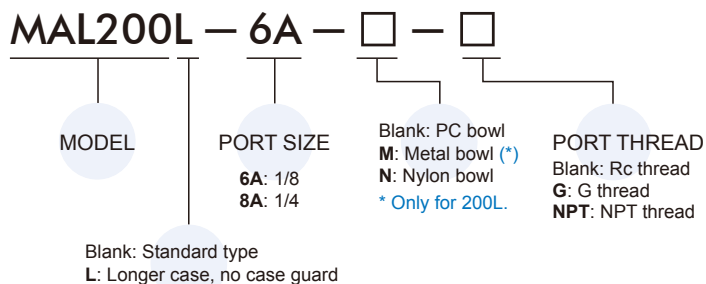 MAL200L – 6A – □ – □
MODEL
PORT SIZE
6A: 1/8
8A: 1/4
Blank: PC bowl
M: Metal bowl (*)
N: Nylon bowl
* Only for 200L.
PORT THREAD
Blank: Rc thread
G: G thread
NPT: NPT thread
Blank: Standard type
L: Longer case, no case guard